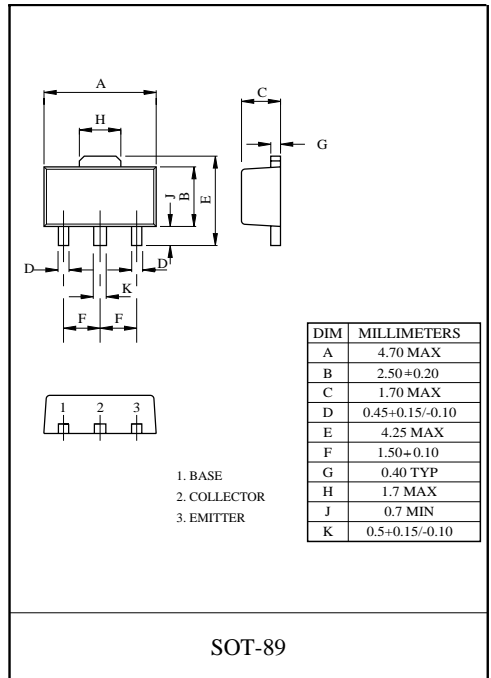 A
H
C
G
J
B
E
D
D
K
F
F
1 2 3
1. BASE
2. COLLECTOR
3. EMITTER
DIM MILLIMETERS
A 4.70 MAX
B 2.50±0.20
C 1.70 MAX
D 0.45+0.15/-0.10
E 4.25 MAX
F 1.50±0.10
G 0.40 TYP
H 1.7 MAX
J 0.7 MIN
K 0.5+0.15/-0.10
SOT-89